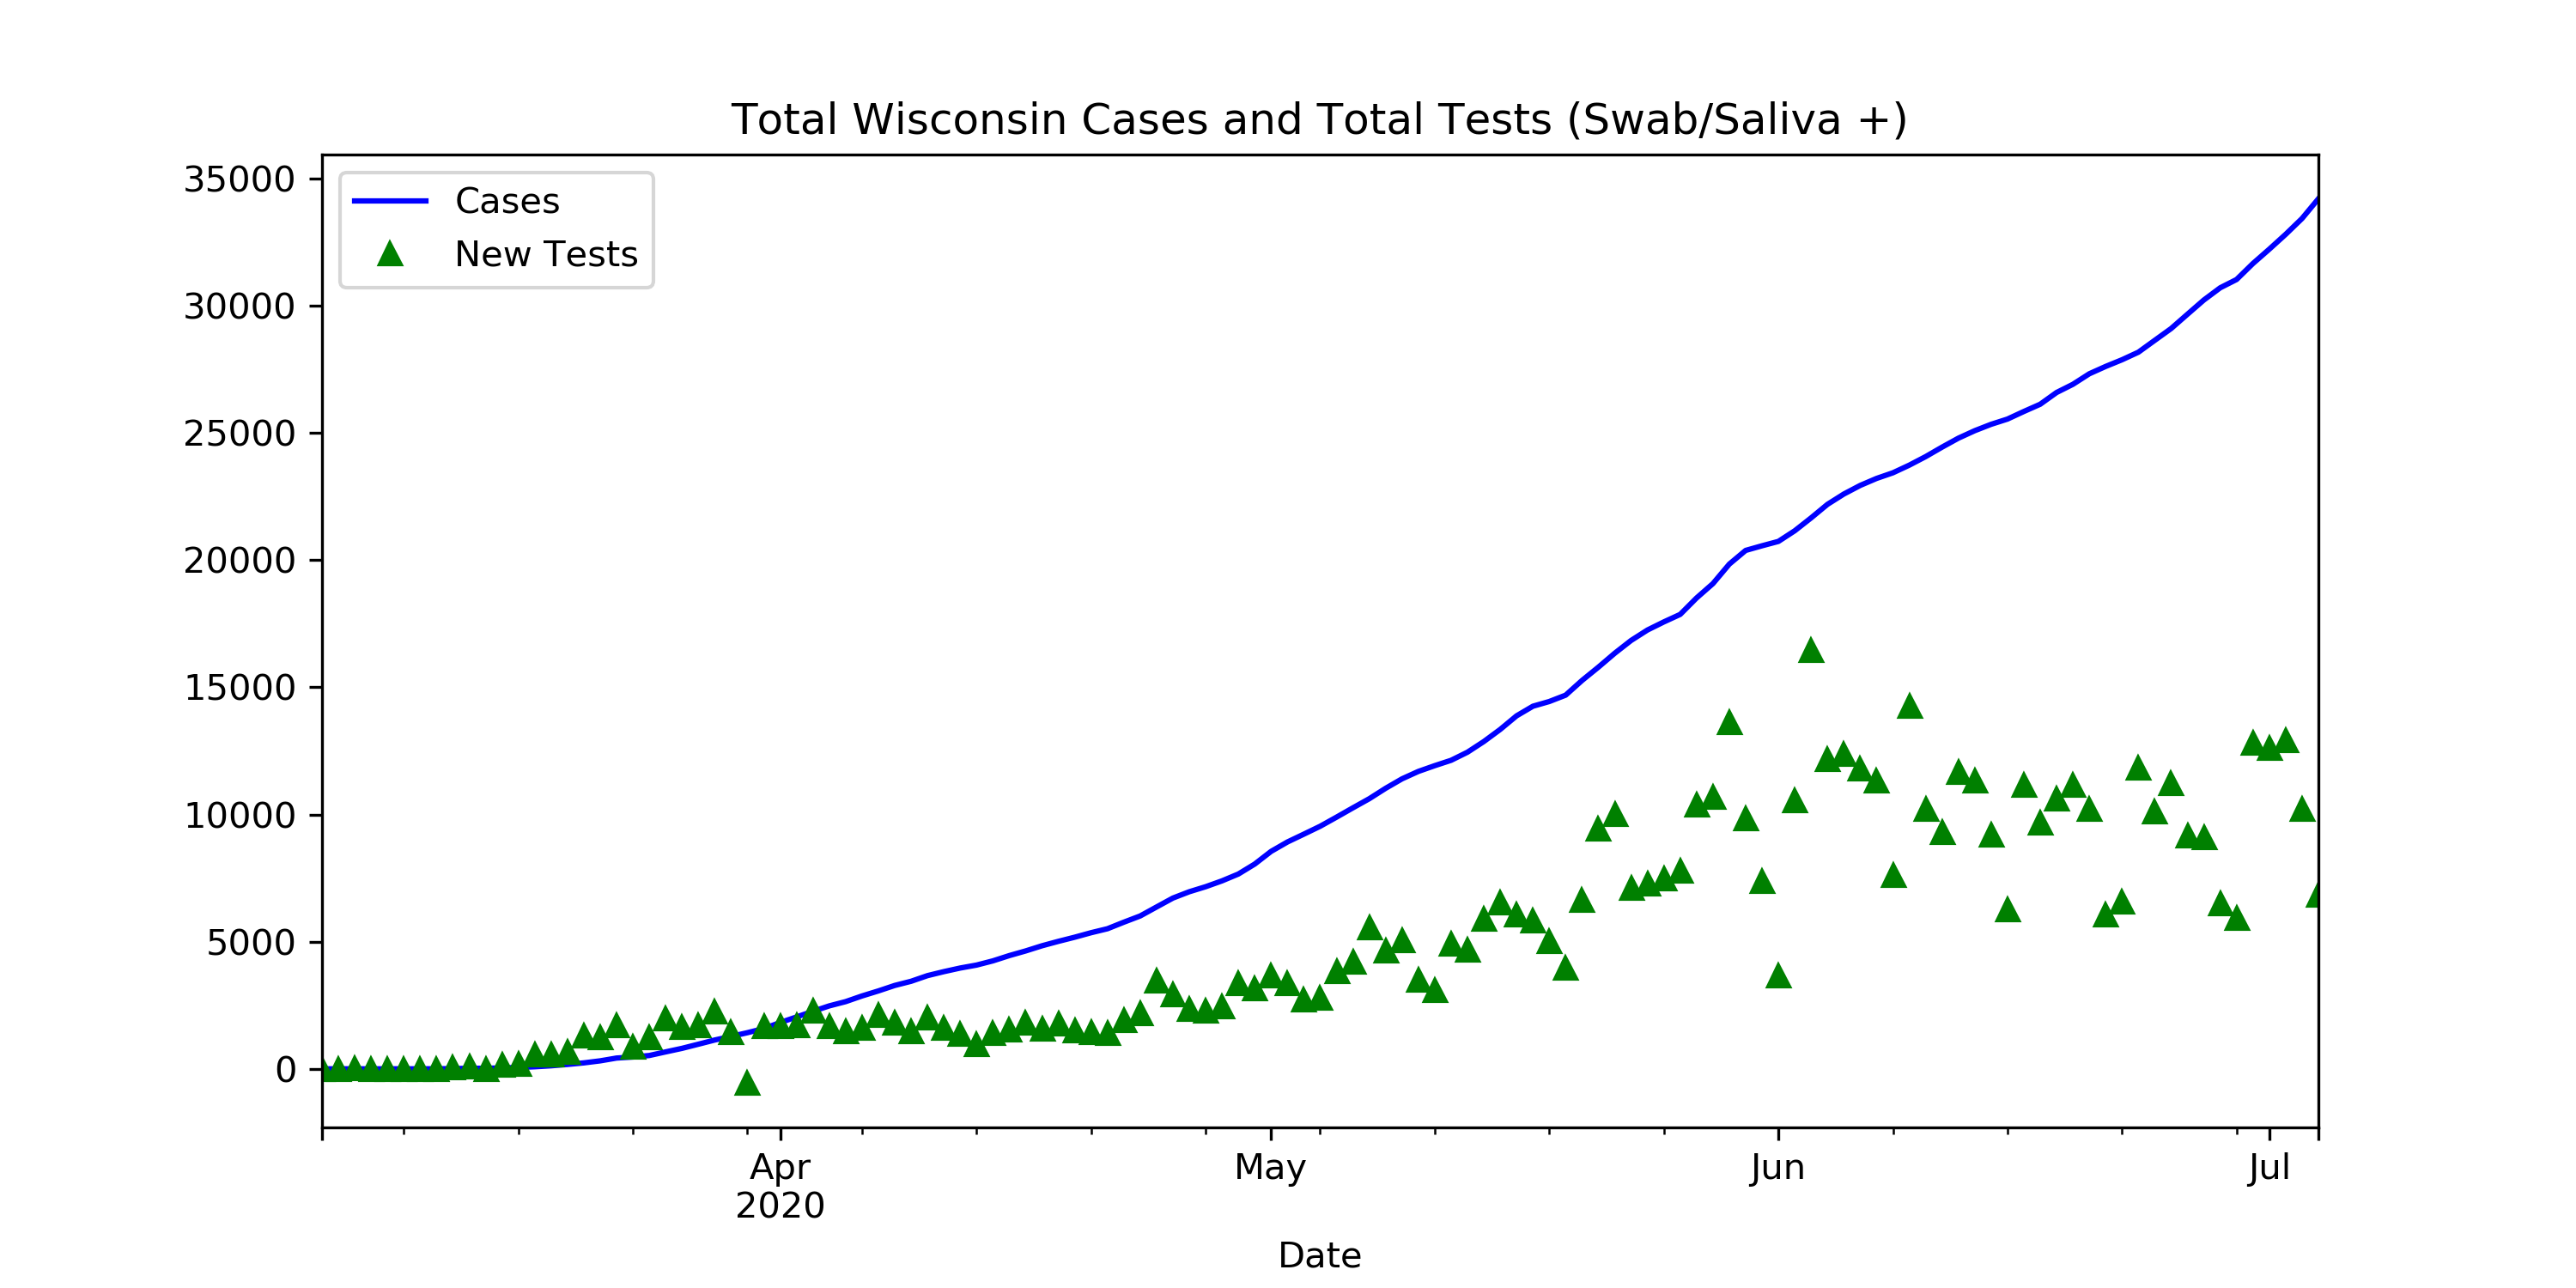 Total Wisconsin Cases and Total Tests (Swab/Saliva +)
35000
30000
25000
20000
15000
10000
5000
0
Cases
New Tests
Apr
2020
May
Jun
Jul
Date